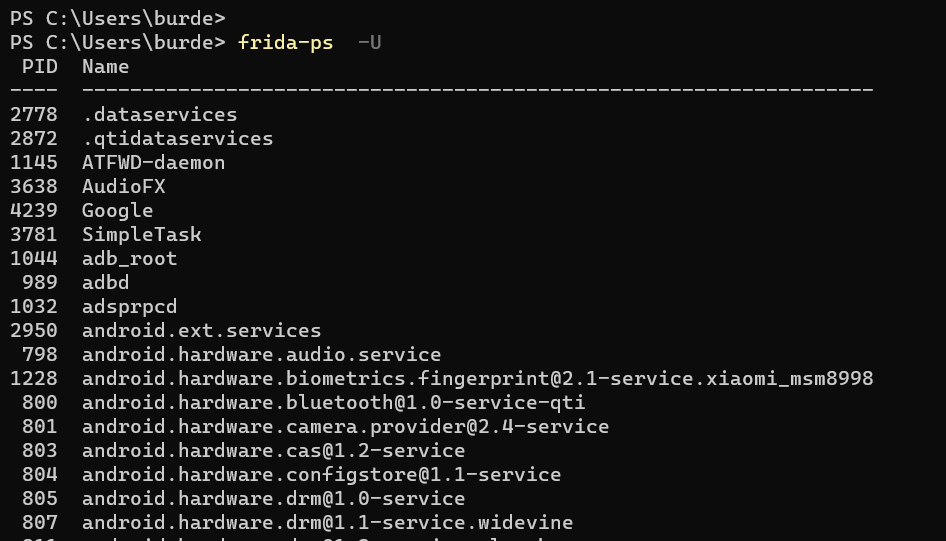 PS C:\Users\burde>
PS C:\Users\burde> frida-ps  -U
 PID  Name
----  ------------------------------------------------------------------
2778  .dataservices
2872  .qtidataservices
1145  ATFWD-daemon
3638  AudioFX
4239  Google
3781  SimpleTask
1044  adb_root
 989  adbd
1032  adsprpcd
2950  android.ext.services
 798  android.hardware.audio.service
1228  android.hardware.biometrics.fingerprint@2.1-service.xiaomi_msm8998
 800  android.hardware.bluetooth@1.0-service-qti
 801  android.hardware.camera.provider@2.4-service
 803  android.hardware.cas@1.2-service
 804  android.hardware.configstore@1.1-service
 805  android.hardware.drm@1.0-service
 807  android.hardware.drm@1.1-service.widevine